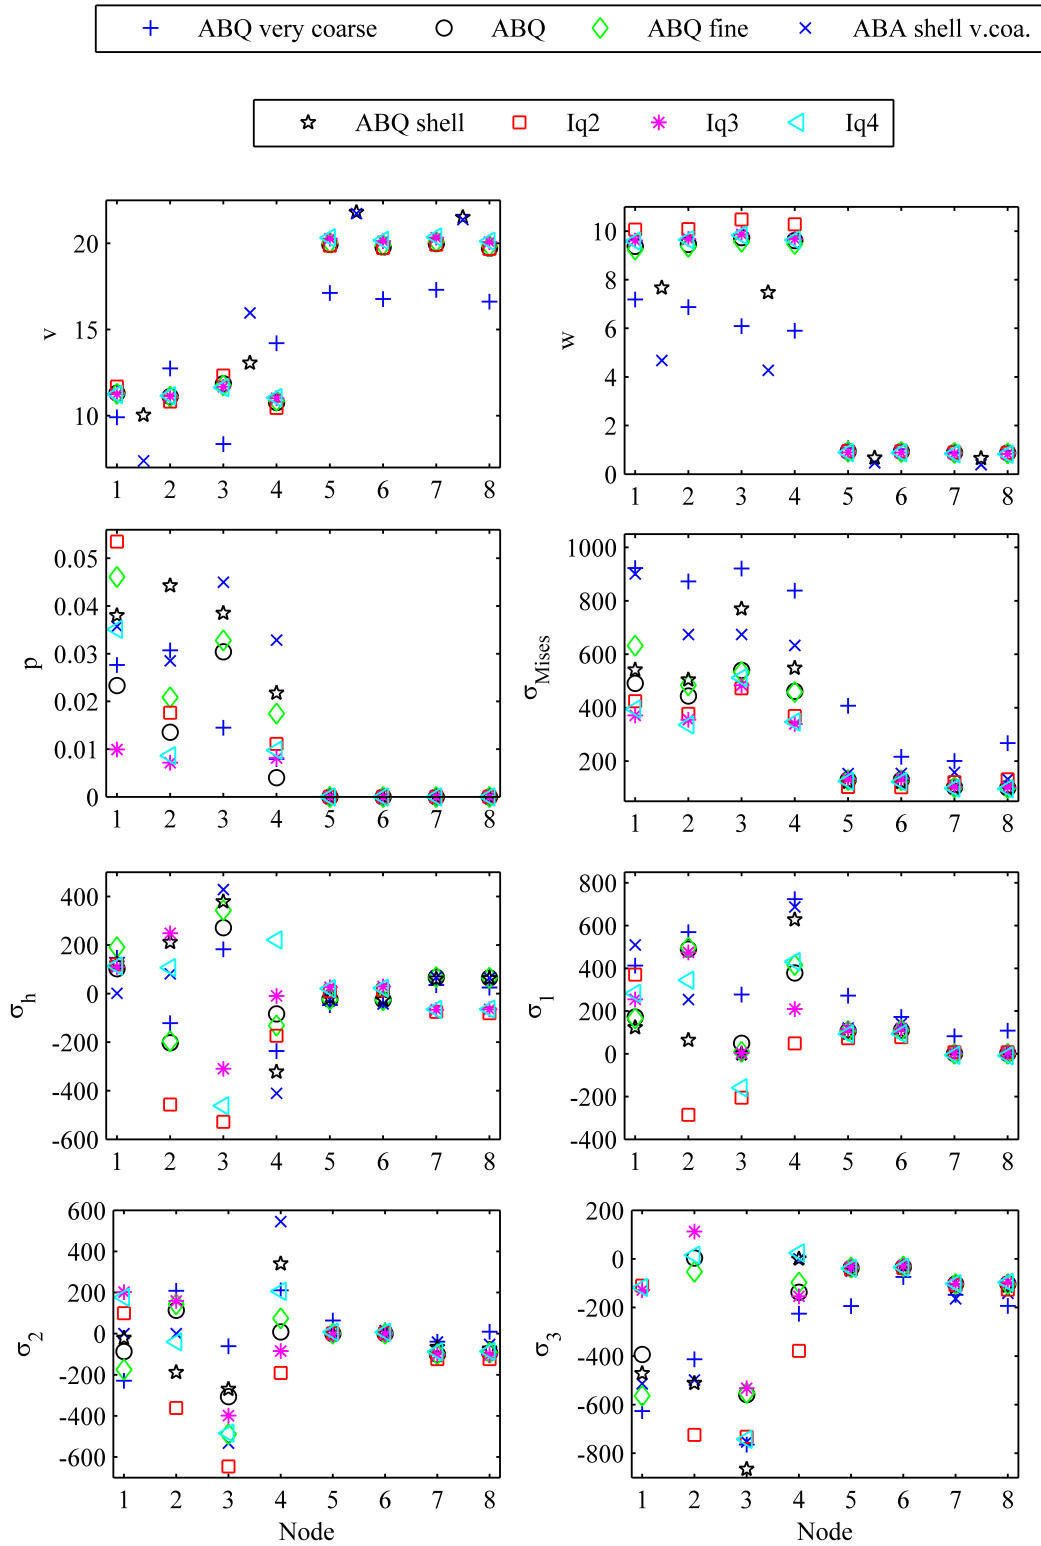 ABQ very coarse ABQ ABQ fine ABA shell v.coa.
ABQ shell Iq2 Iq3 Iq4
20
15
10
v
1 2 3 4 5 6 7 8
10
8
6
4
2
0
w
1 2 3 4 5 6 7 8
0.05
0.04
0.03
0.02
0.01
0
p
1 2 3 4 5 6 7 8
1000
800
600
400
200
σMises
1 2 3 4 5 6 7 8
400
200
0
-200
-400
-600
σh
1 2 3 4 5 6 7 8
800
600
400
200
0
-200
-400
σ1
1 2 3 4 5 6 7 8
600
400
200
0
-200
-400
-600
σ2
1 2 3 4 5 6 7 8
Node
200
0
-200
-400
-600
-800
σ3
1 2 3 4 5 6 7 8
Node